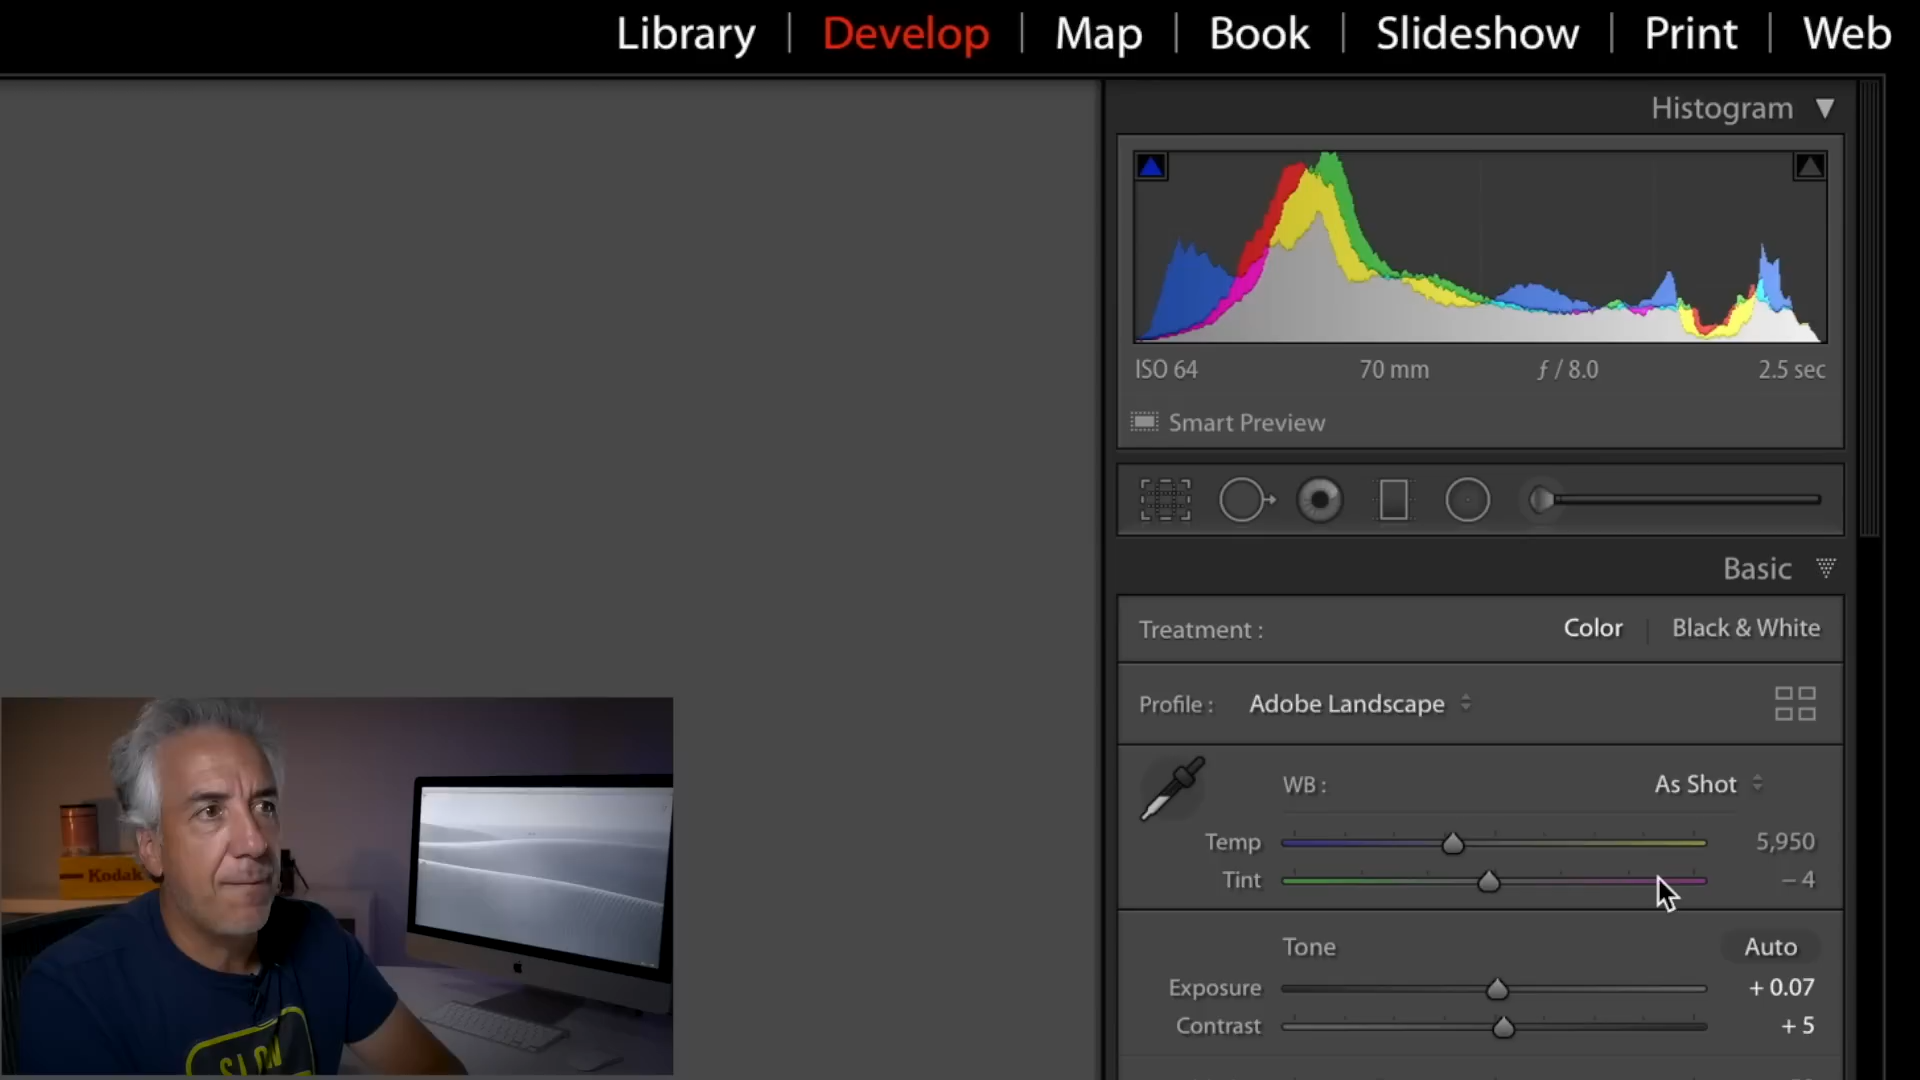 Library | Develop | Map | Book | Slideshow | Print | Web
Histogram
ISO 64 70 mm ƒ / 8.0 2.5 sec
Smart Preview
Basic
Treatment : Color Black & White
Profile : Adobe Landscape
WB : As Shot
Temp 5,950
Tint – 4
Tone Auto
Exposure + 0.07
Contrast + 5
Kodak
SLOW